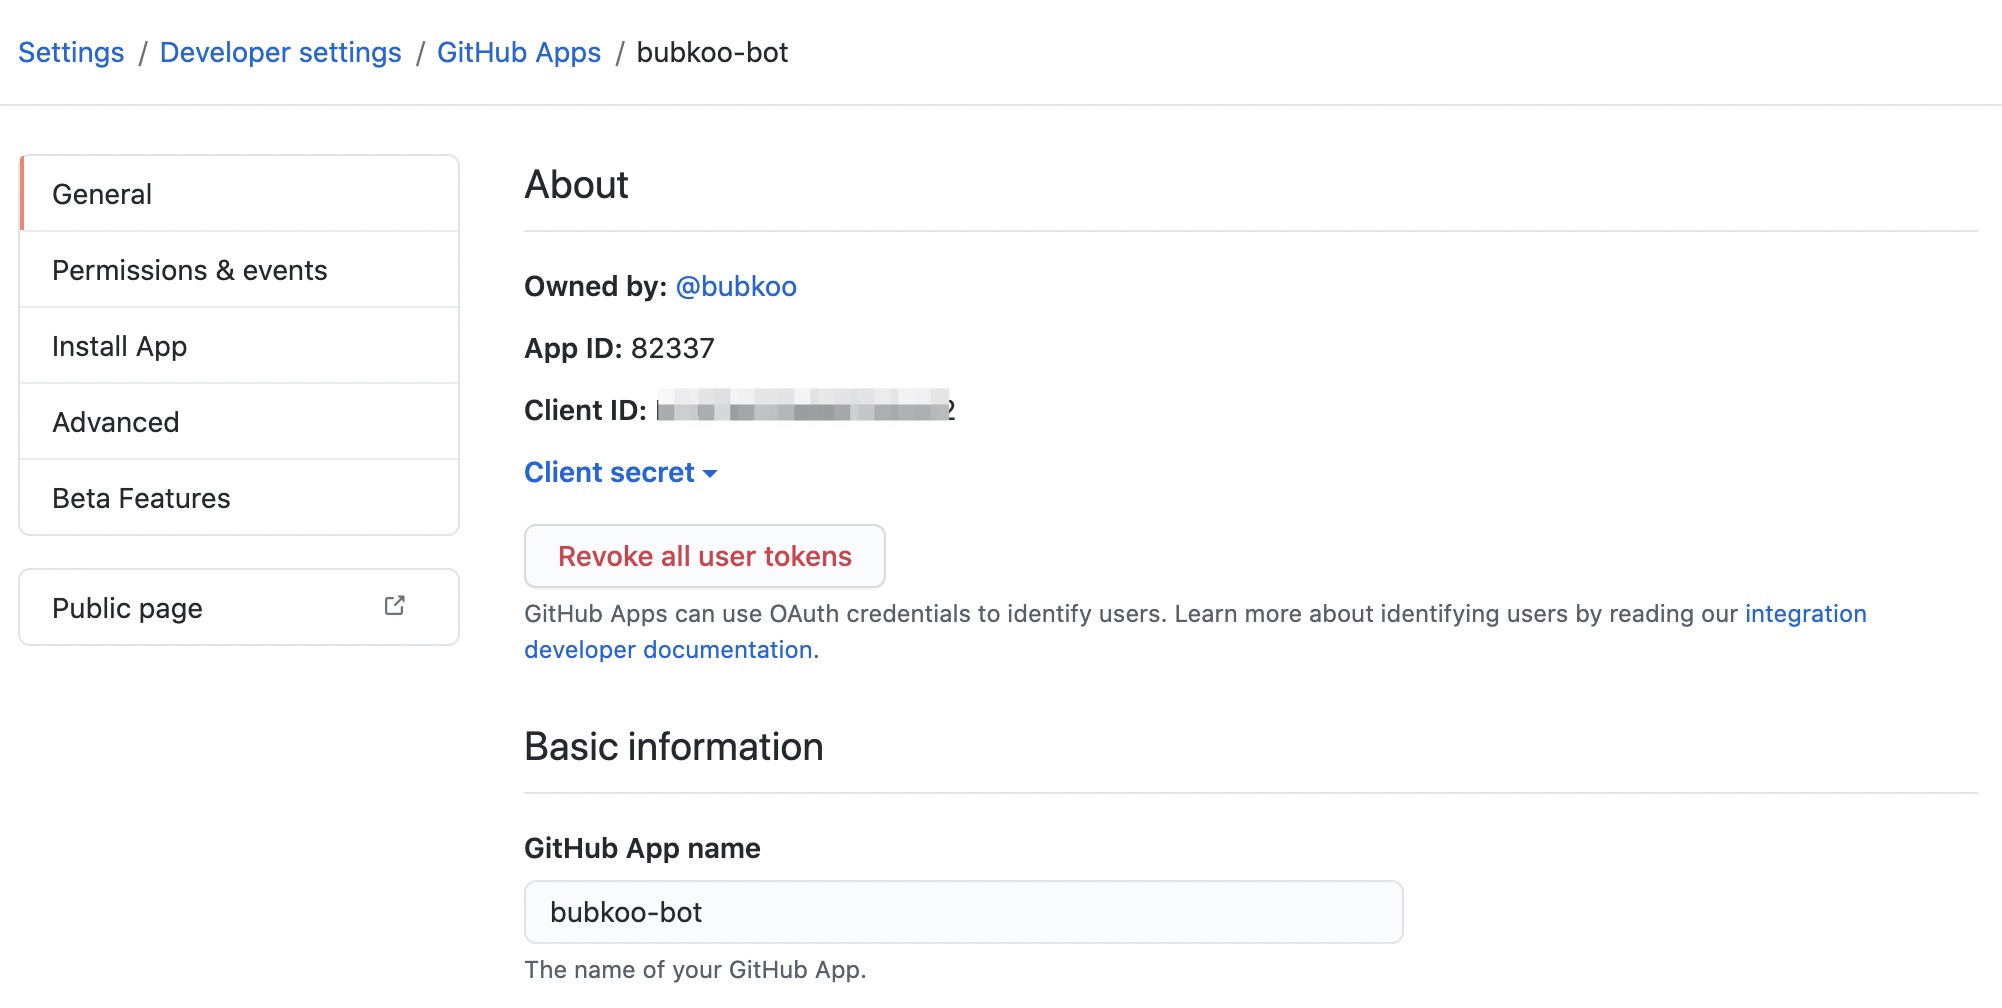 Settings / Developer settings / GitHub Apps / bubkoo-bot
General
Permissions & events
Install App
Advanced
Beta Features
Public page
About
Owned by: @bubkoo
App ID: 82337
Client ID:
Client secret
Revoke all user tokens
GitHub Apps can use OAuth credentials to identify users. Learn more about identifying users by reading our integration
developer documentation.
Basic information
GitHub App name
bubkoo-bot
The name of your GitHub App.